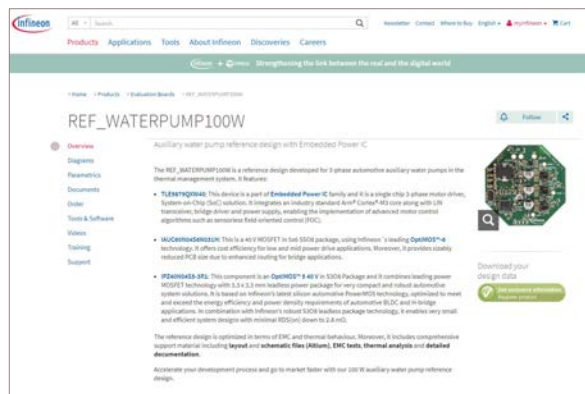 infineon
All
Search
Newsletter Contact Where to Buy English myInfineon Cart
Products Applications Tools About Infineon Discoveries Careers
Strengthening the link between the real and the digital world
Home Products Evaluation Boards REF_WATERPUMP100W
REF_WATERPUMP100W
Follow
Overview
Diagrams
Parametrics
Documents
Order
Tools & Software
Videos
Training
Support
Auxiliary water pump reference design with Embedded Power IC
The REF_WATERPUMP100W is a reference design developed for 3-phase automotive auxiliary water pumps in the
thermal management system. It features:
This device is a part of Embedded Power IC family and it is a single chip 3-phase motor driver,
System-on-Chip (SoC) solution. It integrates an industry standard Arm® Cortex®-M3 core along with LIN
transceiver, bridge-driver and power supply, enabling the implementation of advanced motor control
algorithms such as sensorless field-oriented control (FOC).
This is a 40 V MOSFET in 5x6 SSO8 package, using Infineon's leading OptiMOS™-6
technology. It offers cost efficiency for low and mid power drive applications. Moreover, it provides sizably
reduced PCB size due to enhanced routing for bridge applications.
This component is an OptiMOS™ 5 40 V in S3O8 Package and it combines leading power
MOSFET technology with 3.3 x 3.3 mm leadless power package for very compact and robust automotive
system solutions. It is based on Infineon's latest silicon automotive PowerMOS technology, optimized to meet
and exceed the energy efficiency and power density requirements of automotive BLDC and H-bridge
applications. In combination with Infineon's robust S3O8 leadless package technology, it enables very small
and efficient system designs with minimal RDS(on) down to 2.8 mΩ.
The reference design is optimized in terms of EMC and thermal behaviour. Moreover, it includes comprehensive
support material including layout and schematic files (Altium), EMC tests, thermal analysis and detailed
documentation.
Accelerate your development process and go to market faster with our 100 W auxiliary water pump reference
design.
Download your
design data
Get exclusive information
Register product